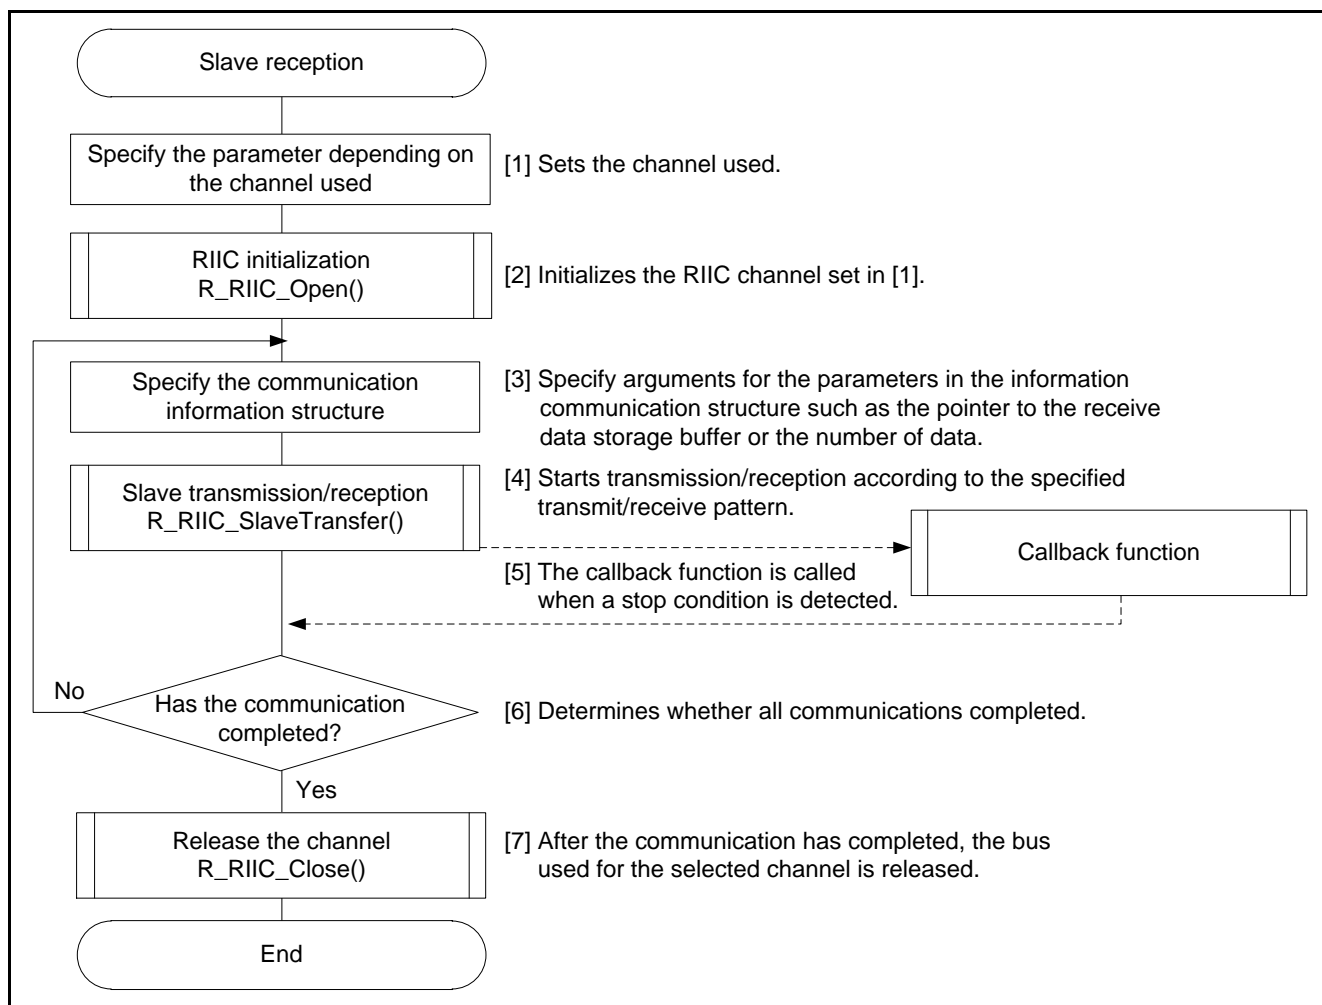 Slave reception
Specify the parameter depending on
the channel used
[1] Sets the channel used.
RIIC initialization
R_RIIC_Open()
[2] Initializes the RIIC channel set in [1].
Specify the communication
information structure
[3] Specify arguments for the parameters in the information
communication structure such as the pointer to the receive
data storage buffer or the number of data.
Slave transmission/reception
R_RIIC_SlaveTransfer()
[4] Starts transmission/reception according to the specified
transmit/receive pattern.
Callback function
[5] The callback function is called
when a stop condition is detected.
No
Has the communication
completed?
[6] Determines whether all communications completed.
Yes
Release the channel
R_RIIC_Close()
[7] After the communication has completed, the bus
used for the selected channel is released.
End